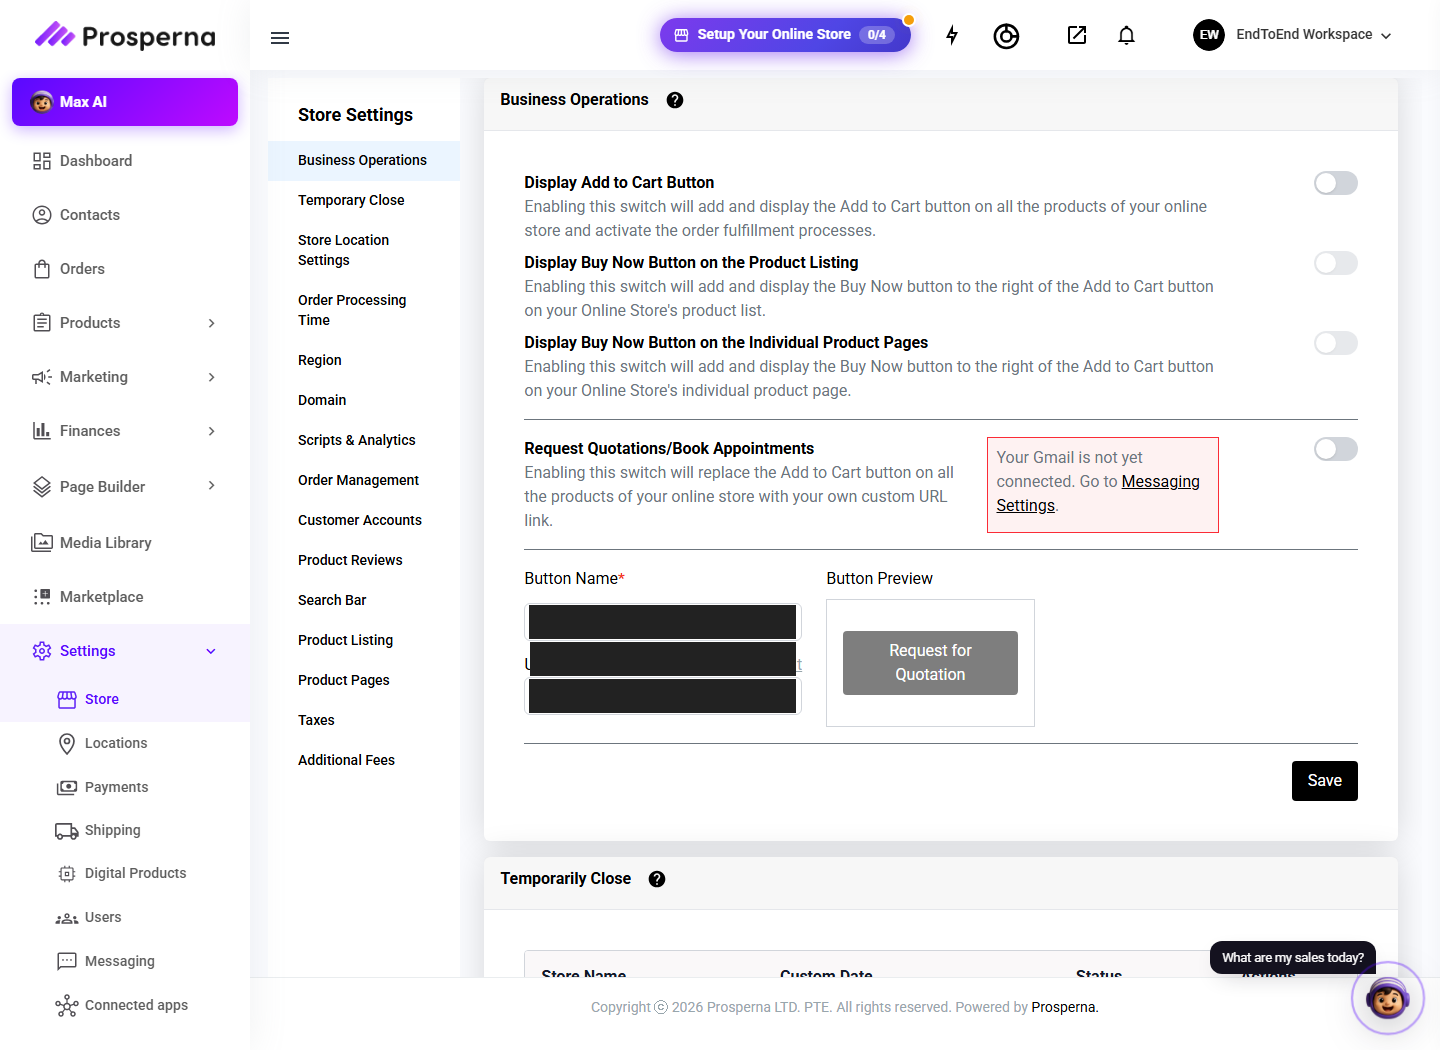 Prosperna
Setup Your Online Store 0/4
EW EndToEnd Workspace
Max AI
Dashboard
Contacts
Orders
Products
Marketing
Finances
Page Builder
Media Library
Marketplace
Settings
Store
Locations
Payments
Shipping
Digital Products
Users
Messaging
Connected apps
Store Settings
Business Operations
Temporary Close
Store Location
Settings
Order Processing
Time
Region
Domain
Scripts & Analytics
Order Management
Customer Accounts
Product Reviews
Search Bar
Product Listing
Product Pages
Taxes
Additional Fees
Business Operations ?
Display Add to Cart Button
Enabling this switch will add and display the Add to Cart button on all the products of your online
store and activate the order fulfillment processes.
Display Buy Now Button on the Product Listing
Enabling this switch will add and display the Buy Now button to the right of the Add to Cart button
on your Online Store's product list.
Display Buy Now Button on the Individual Product Pages
Enabling this switch will add and display the Buy Now button to the right of the Add to Cart button
on your Online Store's individual product page.
Request Quotations/Book Appointments
Enabling this switch will replace the Add to Cart button on all
the products of your online store with your own custom URL
link.
Your Gmail is not yet
connected. Go to Messaging
Settings.
Button Name*
Button Preview
Request for
Quotation
Save
Temporarily Close ?
Store Name Custom Date Status Actions
What are my sales today?
Copyright © 2026 Prosperna LTD. PTE. All rights reserved. Powered by Prosperna.